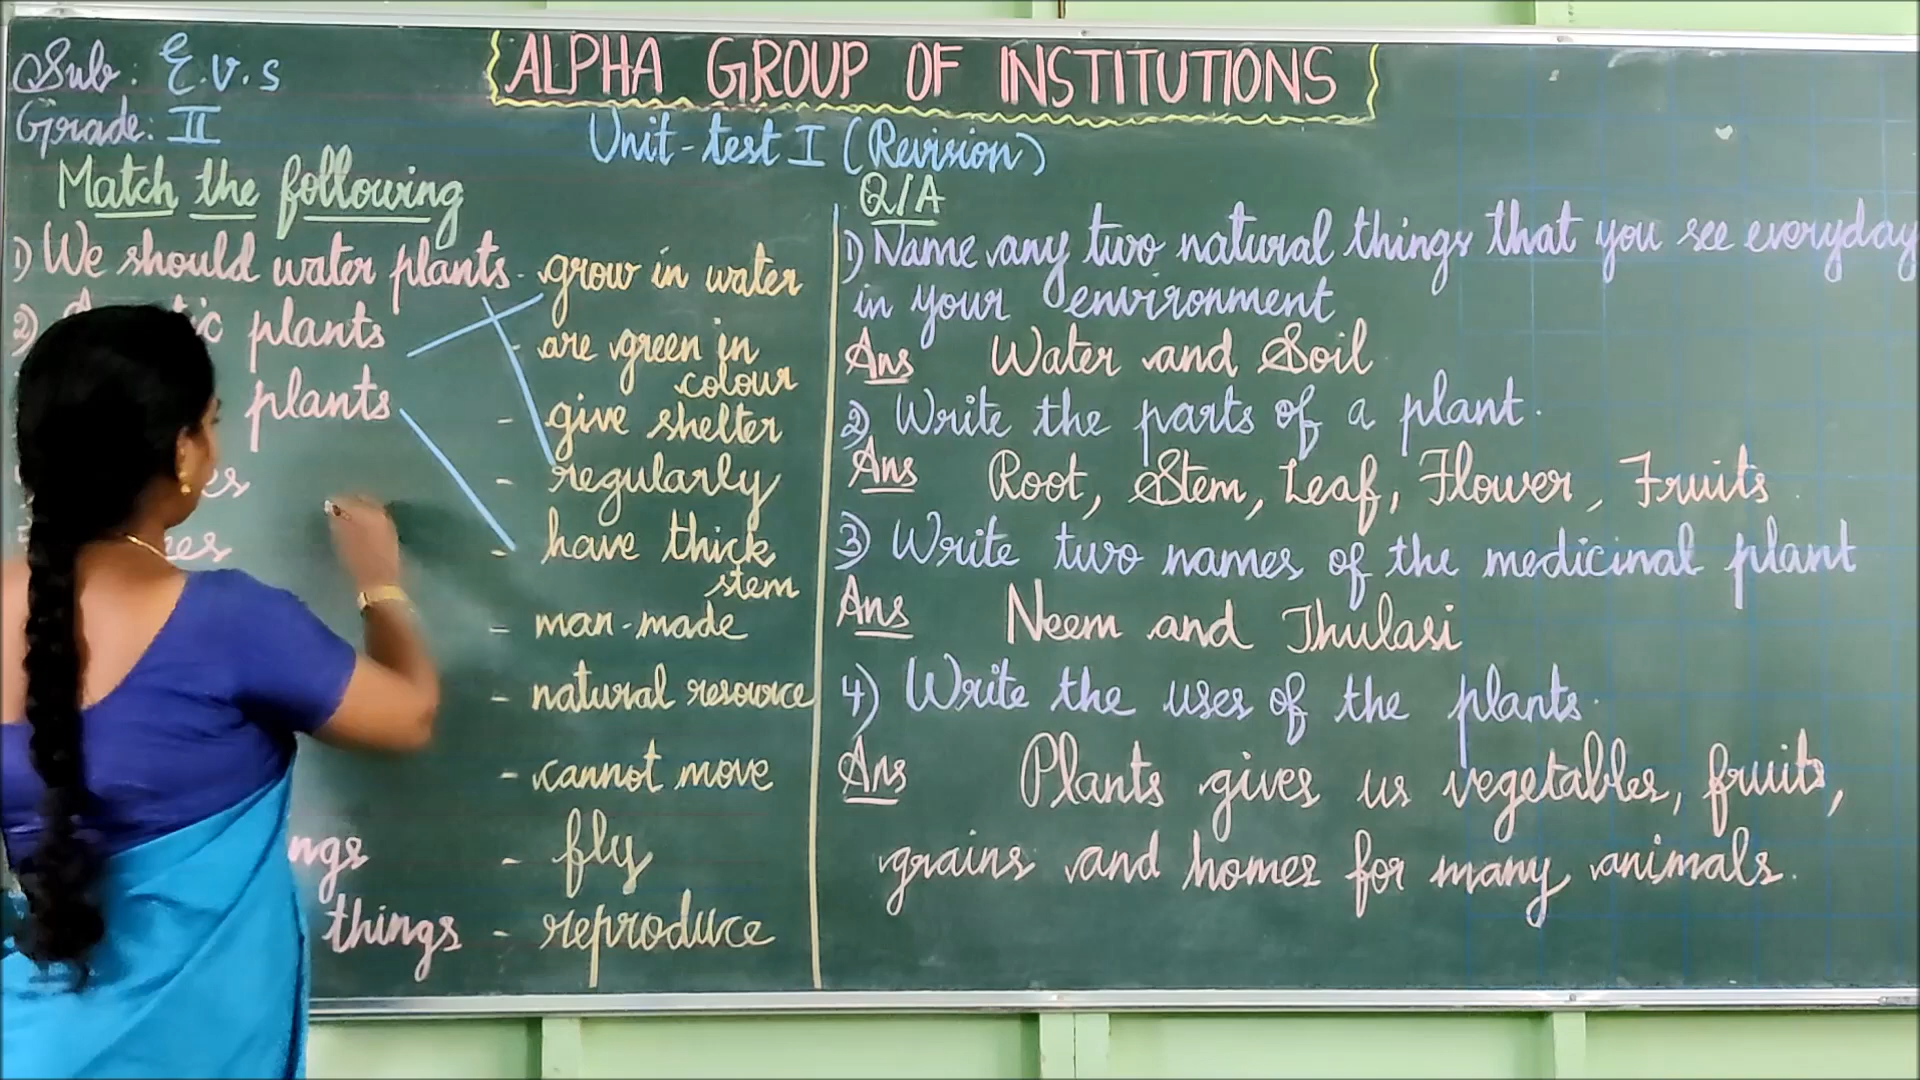 Sub: E.V.S
Grade: II
ALPHA GROUP OF INSTITUTIONS
Unit-test I (Revision)
Match the following
1) We should water plants
2) plants
plants
ngs
things
- grow in water
- are green in
colour
- give shelter
- regularly
- have thick
stem
- man-made
- natural resource
- cannot move
- fly
- reproduce
Q/A
1) Name any two natural things that you see everyday
in your environment
Ans Water and Soil
2) Write the parts of a plant.
Ans Root, Stem, Leaf, Flower, Fruits
3) Write two names of the medicinal plant
Ans Neem and Thulasi
4) Write the uses of the plants.
Ans Plants gives us vegetables, fruits,
grains and homes for many animals.